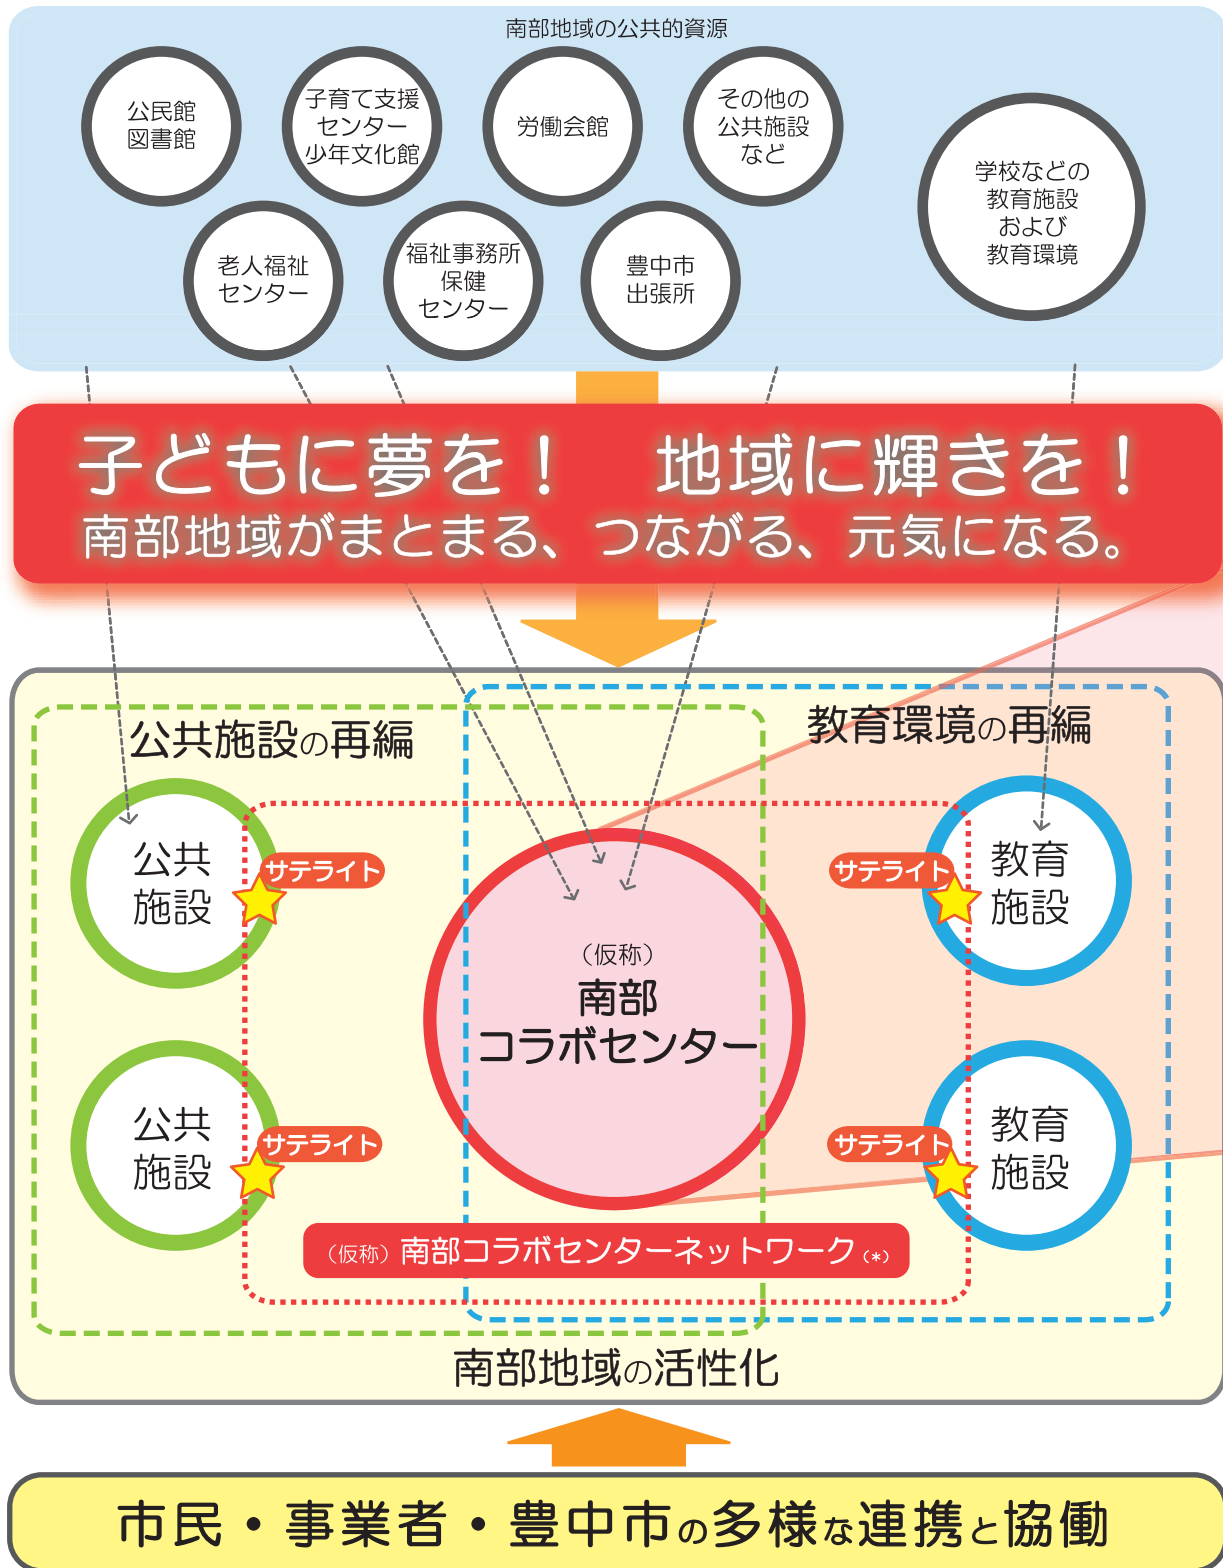 南部地域の公共的資源
公民館
図書館
子育て支援
センター
少年文化館
労働会館
その他の
公共施設
など
学校などの
教育施設
および
教育環境
老人福祉
センター
福祉事務所
保健
センター
豊中市
出張所
子どもに夢を！　地域に輝きを！
南部地域がまとまる、つながる、元気になる。
公共施設の再編
教育環境の再編
公共
施設
サテライト
サテライト
教育
施設
（仮称）
南部
コラボセンター
公共
施設
サテライト
サテライト
教育
施設
（仮称）南部コラボセンターネットワーク（*）
南部地域の活性化
市民・事業者・豊中市の多様な連携と協働